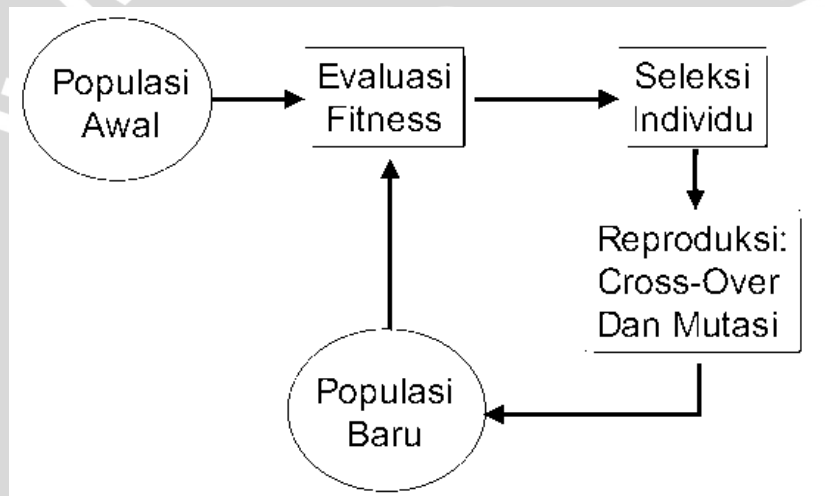 Populasi
Awal
Evaluasi
Fitness
Seleksi
Individu
Reproduksi:
Cross-Over
Dan Mutasi
Populasi
Baru